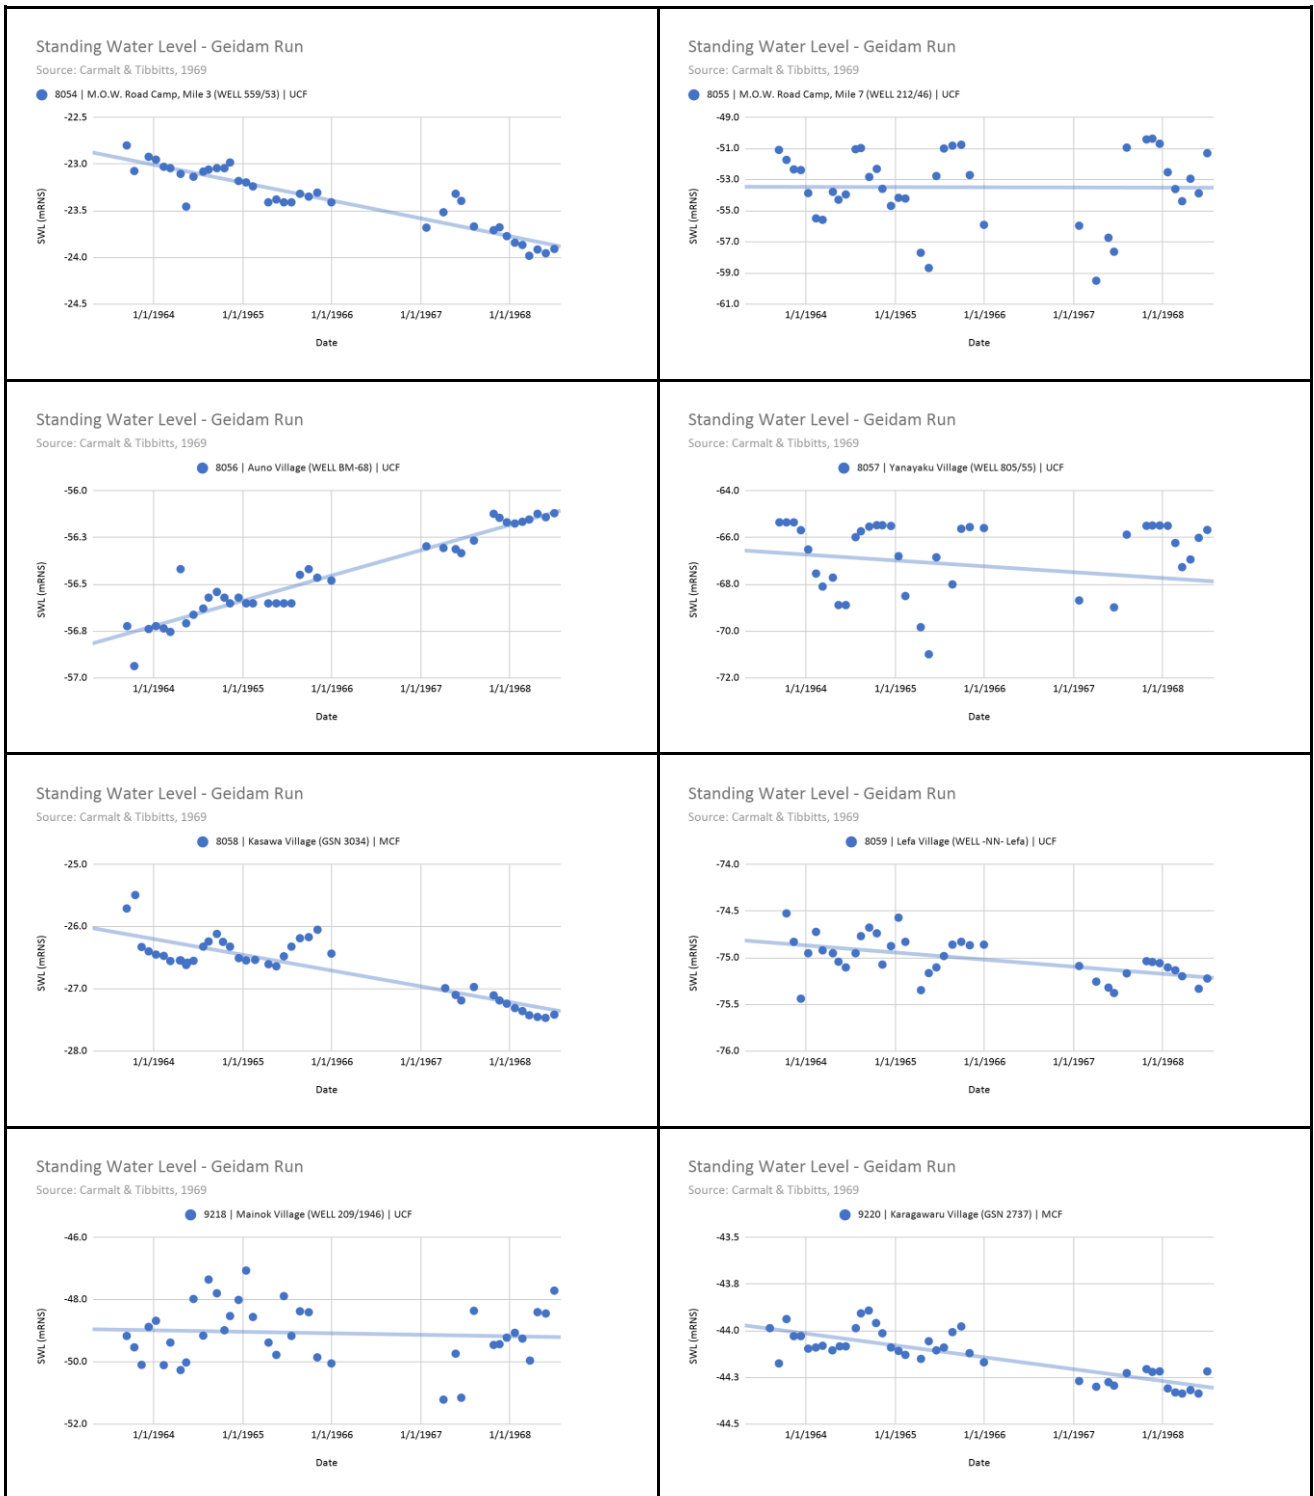 Standing Water Level - Geidam Run
Source: Carmalt & Tibbitts, 1969
8054 | M.O.W. Road Camp, Mile 3 (WELL 559/53) | UCF
-22.5
-23.0
-23.5
-24.0
-24.5
SWL (mRNS)
1/1/1964 1/1/1965 1/1/1966 1/1/1967 1/1/1968
Date
Standing Water Level - Geidam Run
Source: Carmalt & Tibbitts, 1969
8055 | M.O.W. Road Camp, Mile 7 (WELL 212/46) | UCF
-49.0
-51.0
-53.0
-55.0
-57.0
-59.0
-61.0
SWL (mRNS)
1/1/1964 1/1/1965 1/1/1966 1/1/1967 1/1/1968
Date
Standing Water Level - Geidam Run
Source: Carmalt & Tibbitts, 1969
8056 | Auno Village (WELL BM-68) | UCF
-56.0
-56.3
-56.5
-56.8
-57.0
SWL (mRNS)
1/1/1964 1/1/1965 1/1/1966 1/1/1967 1/1/1968
Date
Standing Water Level - Geidam Run
Source: Carmalt & Tibbitts, 1969
8057 | Yanayaku Village (WELL 805/55) | UCF
-64.0
-66.0
-68.0
-70.0
-72.0
SWL (mRNS)
1/1/1964 1/1/1965 1/1/1966 1/1/1967 1/1/1968
Date
Standing Water Level - Geidam Run
Source: Carmalt & Tibbitts, 1969
8058 | Kasawa Village (GSN 3034) | MCF
-25.0
-26.0
-27.0
-28.0
SWL (mRNS)
1/1/1964 1/1/1965 1/1/1966 1/1/1967 1/1/1968
Date
Standing Water Level - Geidam Run
Source: Carmalt & Tibbitts, 1969
8059 | Lefa Village (WELL -NN- Lefa) | UCF
-74.0
-74.5
-75.0
-75.5
-76.0
SWL (mRNS)
1/1/1964 1/1/1965 1/1/1966 1/1/1967 1/1/1968
Date
Standing Water Level - Geidam Run
Source: Carmalt & Tibbitts, 1969
9218 | Mainok Village (WELL 209/1946) | UCF
-46.0
-48.0
-50.0
-52.0
SWL (mRNS)
1/1/1964 1/1/1965 1/1/1966 1/1/1967 1/1/1968
Date
Standing Water Level - Geidam Run
Source: Carmalt & Tibbitts, 1969
9220 | Karagawaru Village (GSN 2737) | MCF
-43.5
-43.8
-44.0
-44.3
-44.5
SWL (mRNS)
1/1/1964 1/1/1965 1/1/1966 1/1/1967 1/1/1968
Date